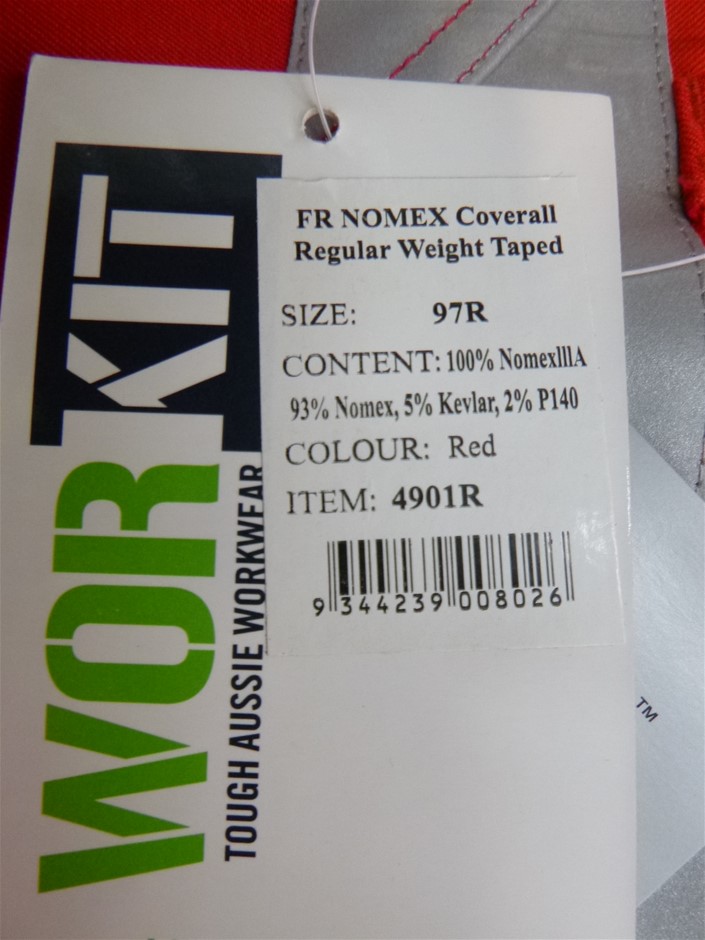 WORKIT
TOUGH AUSSIE WORKWEAR
FR NOMEX Coverall
Regular Weight Taped
SIZE: 97R
CONTENT: 100% NomexlllA
93% Nomex, 5% Kevlar, 2% P140
COLOUR: Red
ITEM: 4901R
9 344239 008026
TM